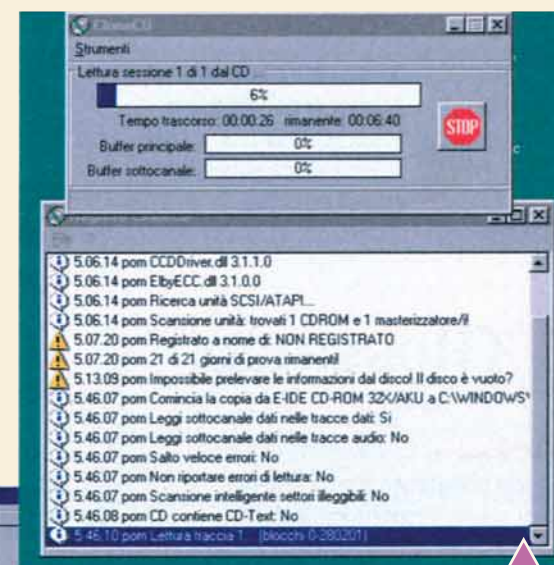 CloneCD
Strumenti
Lettura sessione 1 di 1 dal CD ...
6%
Tempo trascorso: 00:00:26 rimanente: 00:06:40
STOP
Buffer principale: 0%
Buffer sottocanale: 0%
File ?
5.06.14 pom CCDDriver.dll 3.1.1.0
5.06.14 pom ElbyECC.dll 3.1.0.0
5.06.14 pom Ricerca unità SCSI/ATAPI...
5.06.14 pom Scansione unità: trovati 1 CDROM e 1 masterizzatore/i!
5.07.20 pom Registrato a nome di: NON REGISTRATO
5.07.20 pom 21 di 21 giorni di prova rimanenti!
5.13.09 pom Impossibile prelevare le informazioni dal disco! Il disco è vuoto?
5.46.07 pom Comincia la copia da E-IDE CD-ROM 32X/AKU a C:\WINDOWS\
5.46.07 pom Leggi sottocanale dati nelle tracce dati: Sì
5.46.07 pom Leggi sottocanale dati nelle tracce audio: No
5.46.07 pom Salto veloce errori: No
5.46.07 pom Non riportare errori di lettura: No
5.46.07 pom Scansione intelligente settori illeggibili: No
5.46.08 pom CD contiene CD-Text: No
5.46.10 pom Lettura traccia 1 (blocchi 0-280201)